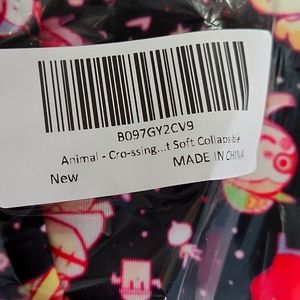 B097GY2CV9
Animal - Cro-ssing...t Soft Collapsible
New MADE IN CHINA